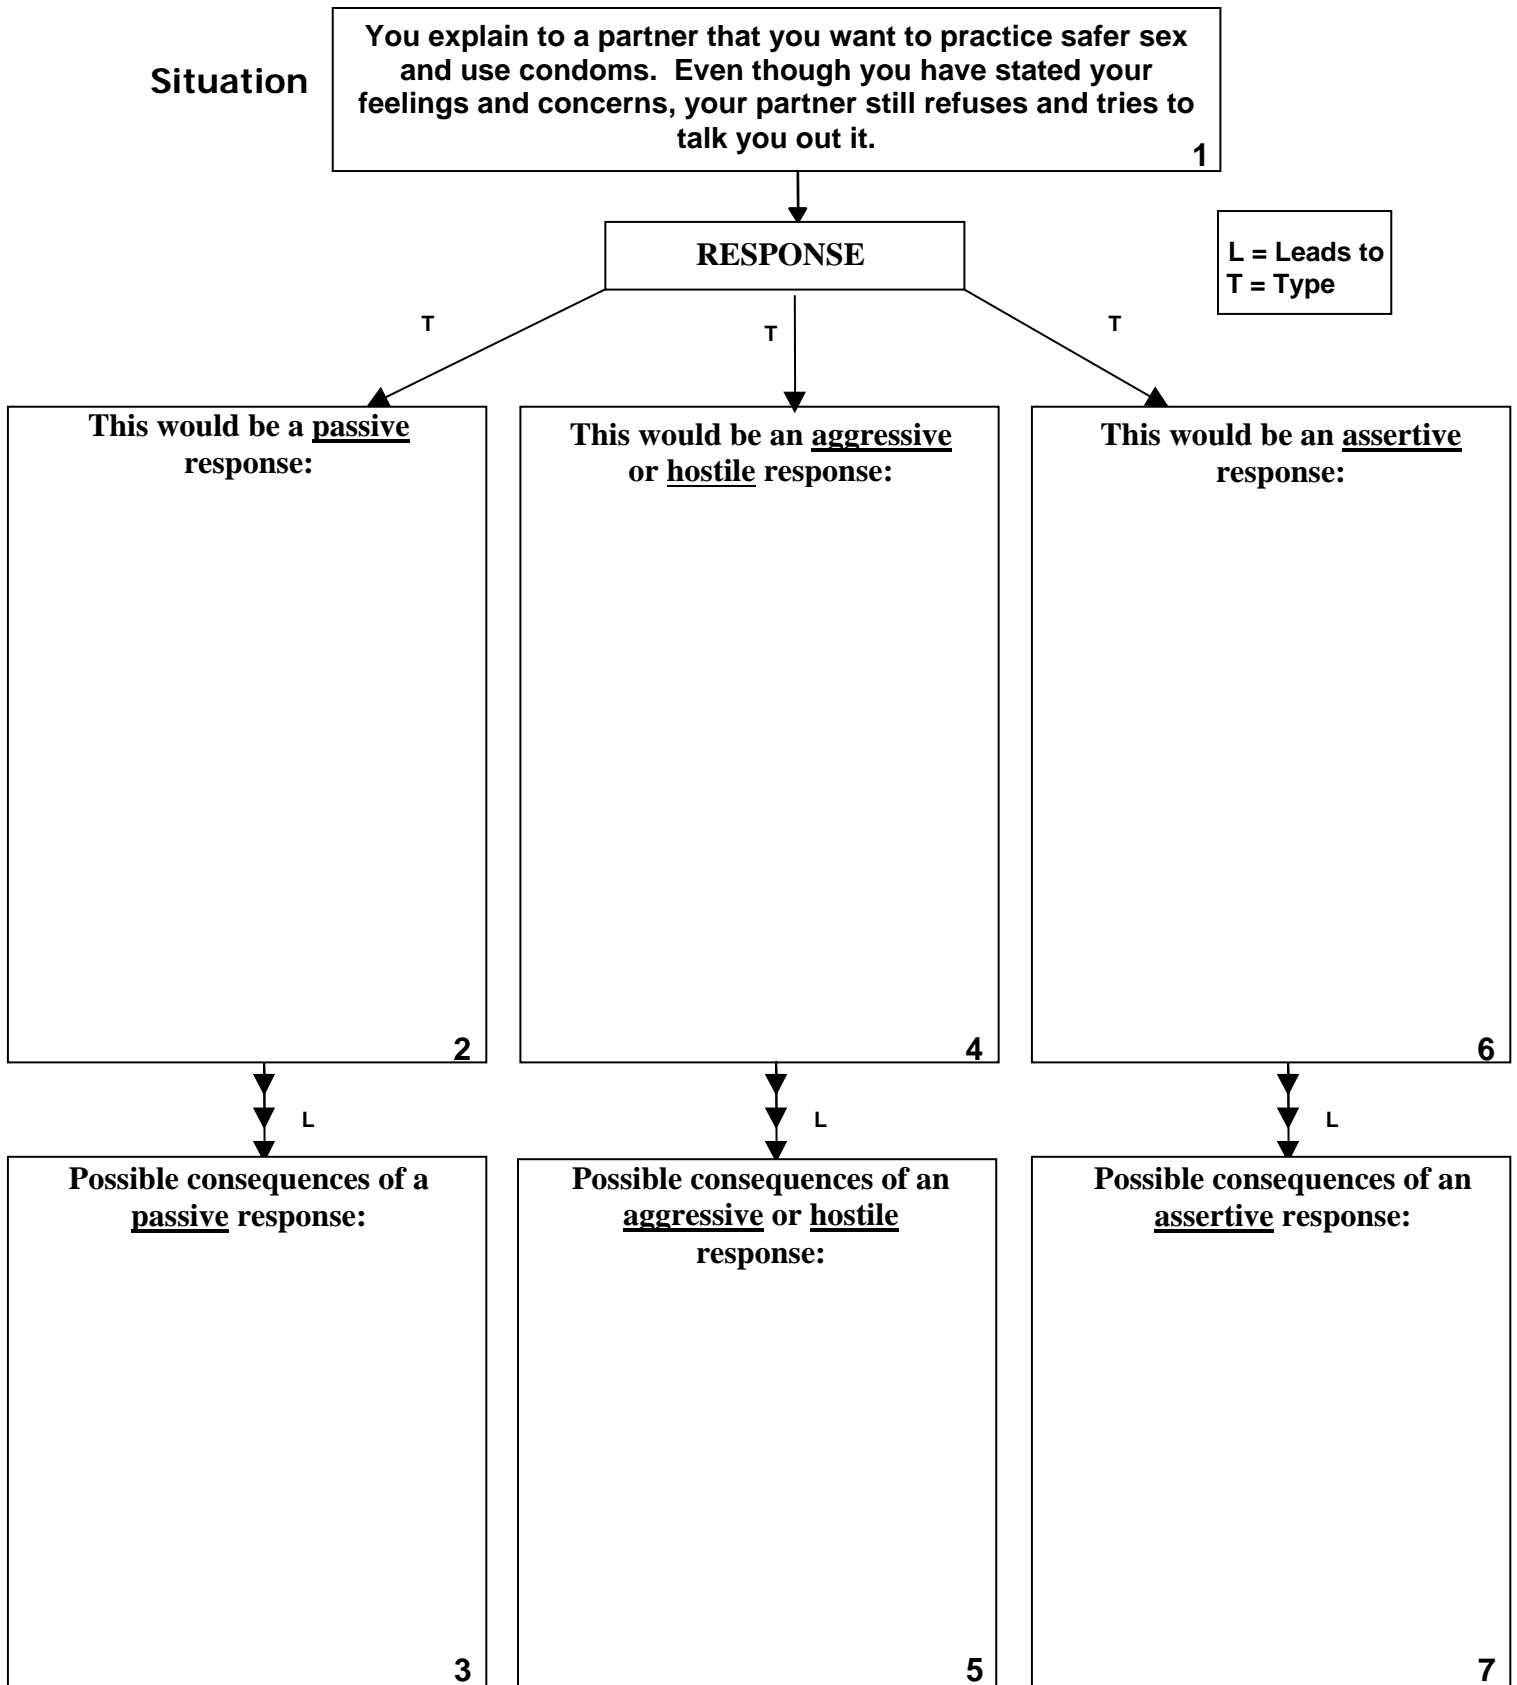 Situation
You explain to a partner that you want to practice safer sex
and use condoms.  Even though you have stated your
feelings and concerns, your partner still refuses and tries to
talk you out it.
1
RESPONSE
L = Leads to
T = Type
T
T
T
This would be a passive
response:
2
This would be an aggressive
or hostile response:
4
This would be an assertive
response:
6
L
L
L
Possible consequences of a
passive response:
3
Possible consequences of an
aggressive or hostile
response:
5
Possible consequences of an
assertive response:
7